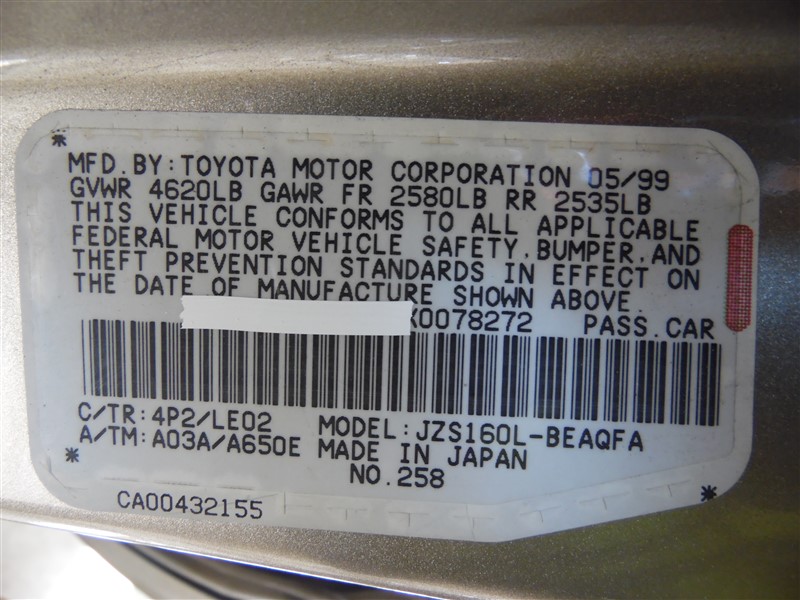 MFD.BY:TOYOTA MOTOR CORPORATION 05/99
GVWR 4620LB GAWR FR 2580LB RR 2535LB
THIS VEHICLE CONFORMS TO ALL APPLICABLE
FEDERAL MOTOR VEHICLE SAFETY,BUMPER,AND
THEFT PREVENTION STANDARDS IN EFFECT ON
THE DATE OF MANUFACTURE SHOWN ABOVE.
X0078272 PASS.CAR
C/TR:4P2/LE02 MODEL:JZS160L-BEAQFA
A/TM:A03A/A650E MADE IN JAPAN
NO.258
CA00432155